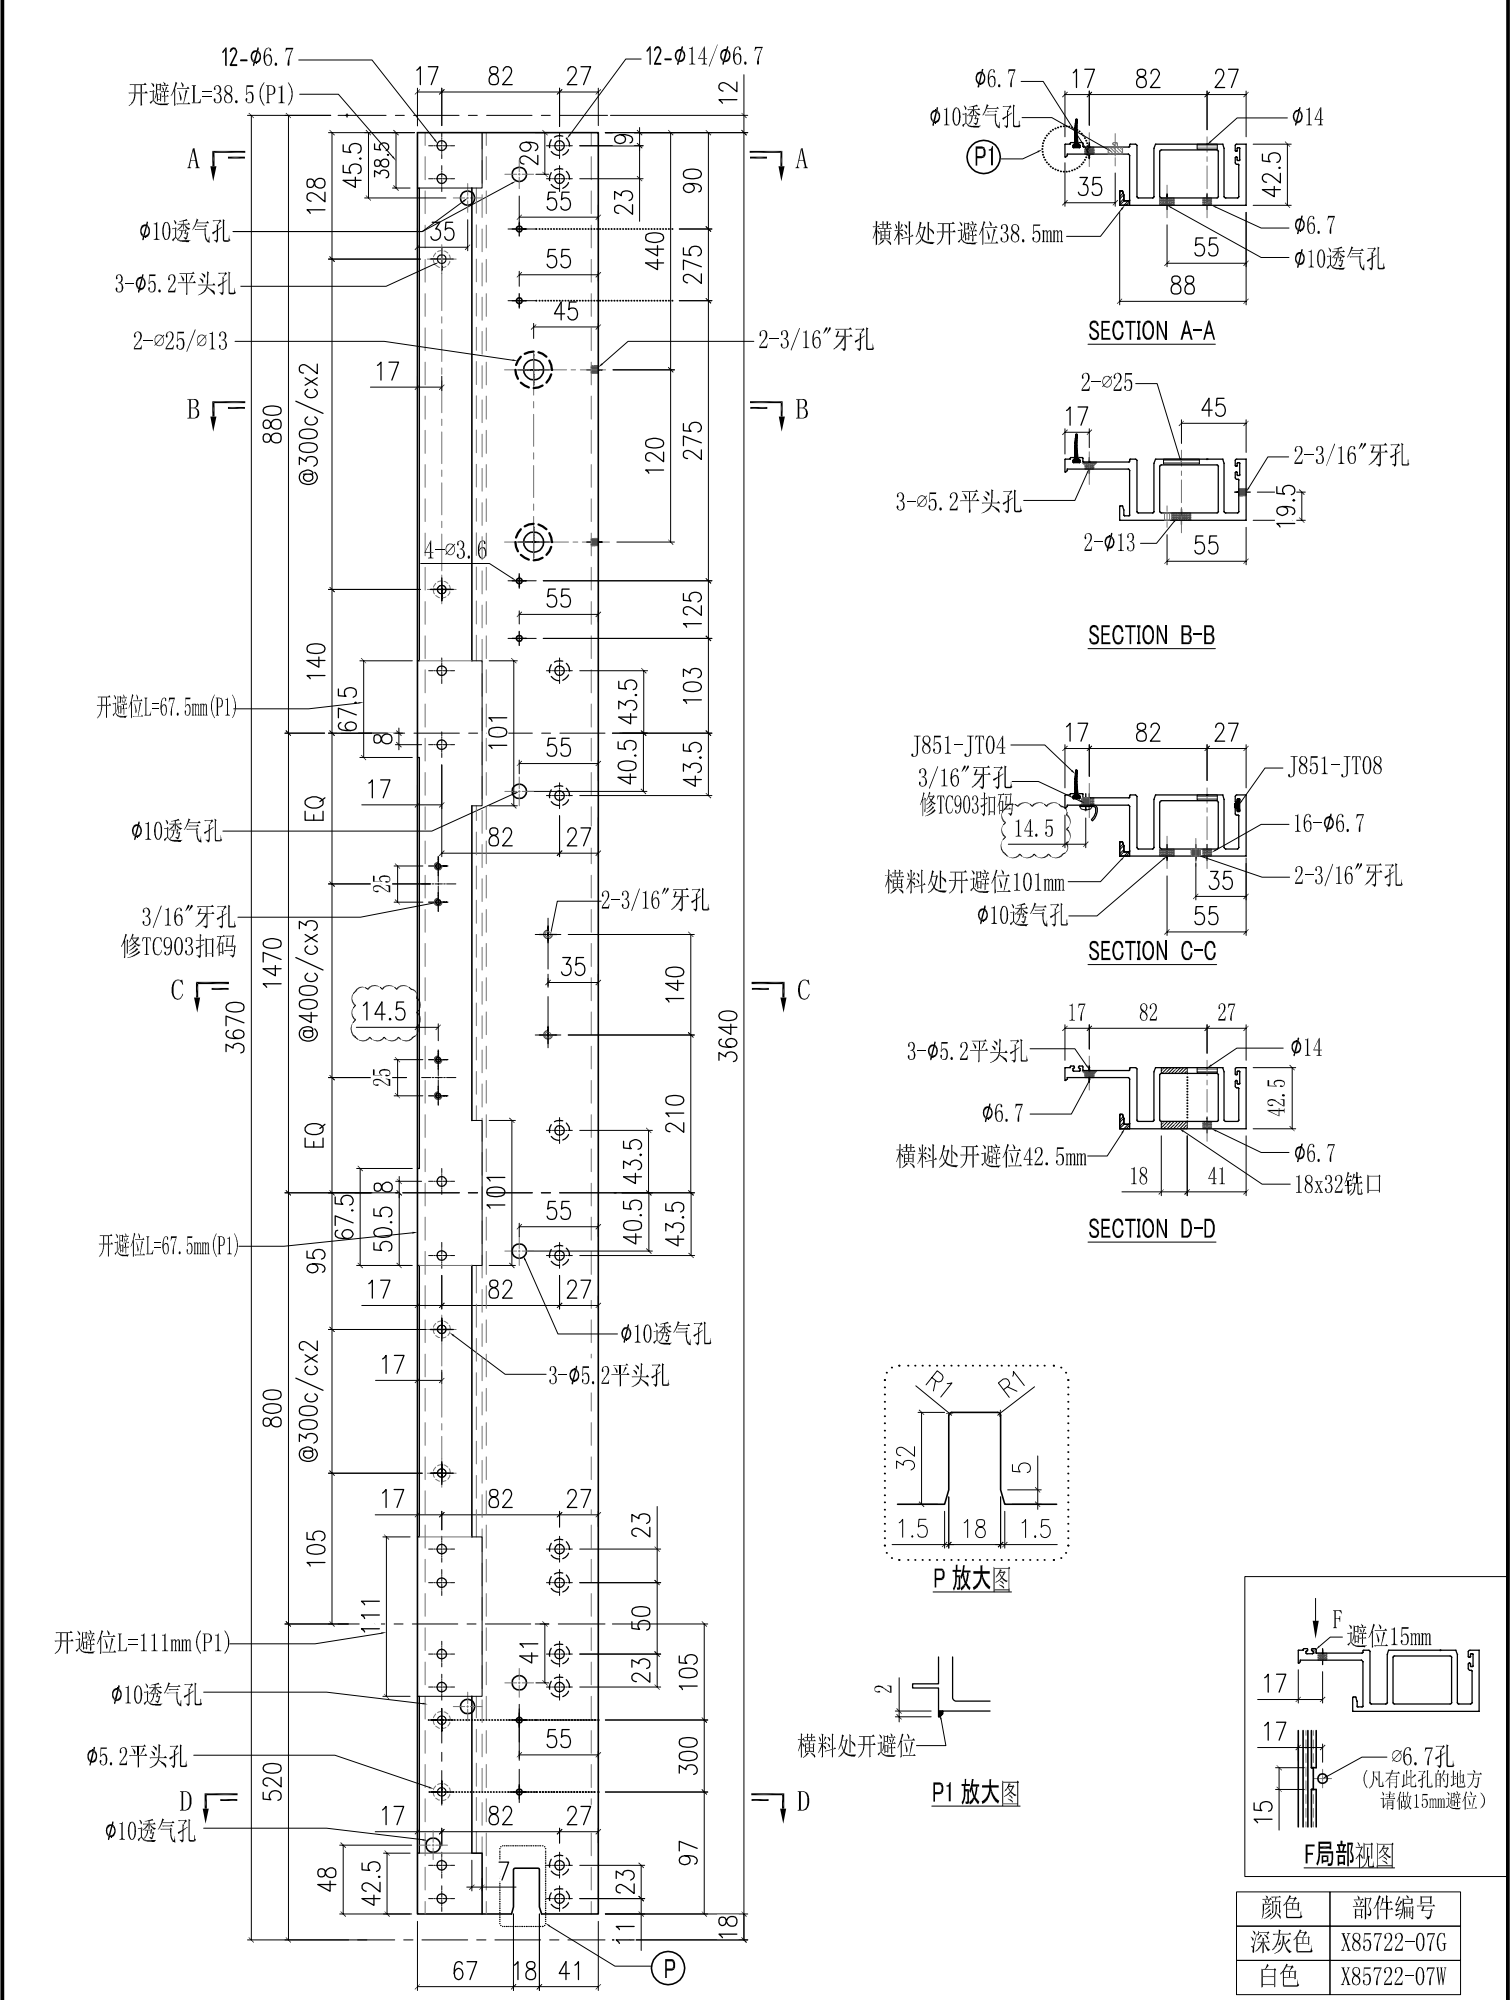 12-ϕ6.7
开避位L=38.5(P1)
17
82
27
12-ϕ14/ϕ6.7
12
A
A
128
45.5
38.5
29
9
23
90
55
ϕ10透气孔
35
440
275
55
3-ϕ5.2平头孔
45
2-⌀25/⌀13
2-3/16″牙孔
17
880
@300c/cx2
B
B
120
275
4-⌀3.6
55
125
140
67.5
开避位L=67.5mm(P1)
8
101
43.5
103
55
40.5
43.5
17
EQ
ϕ10透气孔
82
27
25
3/16″牙孔
修TC903扣码
2-3/16″牙孔
1470
@400c/cx3
35
140
C
C
14.5
3670
3640
25
EQ
210
43.5
67.5
8
50.5
101
55
40.5
43.5
开避位L=67.5mm(P1)
95
17
82
27
ϕ10透气孔
17
3-ϕ5.2平头孔
800
@300c/cx2
17
82
27
23
105
111
50
开避位L=111mm(P1)
41
23
105
ϕ10透气孔
55
ϕ5.2平头孔
300
520
D
D
17
82
27
ϕ10透气孔
48
42.5
7
23
97
11
18
67
18
41
P
ϕ6.7
17
82
27
ϕ10透气孔
ϕ14
P1
35
42.5
横料处开避位38.5mm
ϕ6.7
55
ϕ10透气孔
88
SECTION A-A
2-⌀25
17
45
2-3/16″牙孔
3-⌀5.2平头孔
19.5
2-ϕ13
55
SECTION B-B
17
82
27
J851-JT04
J851-JT08
3/16″牙孔
修TC903扣码
14.5
16-ϕ6.7
横料处开避位101mm
35
2-3/16″牙孔
ϕ10透气孔
55
SECTION C-C
17
82
27
3-ϕ5.2平头孔
ϕ14
ϕ6.7
42.5
横料处开避位42.5mm
ϕ6.7
18
41
18x32铣口
SECTION D-D
R1
R1
32
5
1.5
18
1.5
P 放大图
2
横料处开避位
P1 放大图
F
避位15mm
17
17
⌀6.7孔
(凡有此孔的地方
请做15mm避位)
15
F局部视图
颜色 部件编号
深灰色 X85722-07G
白色 X85722-07W